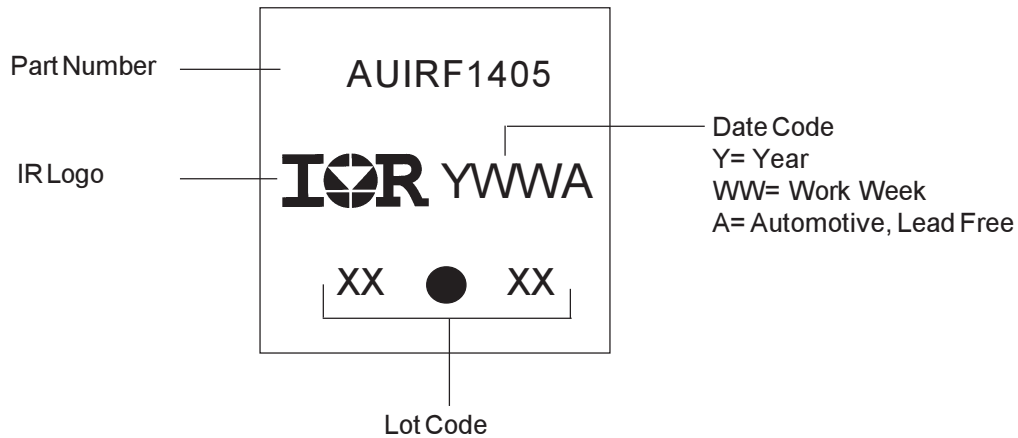 Part Number
AUIRF1405
IR Logo
IOR YWWA
Date Code
Y= Year
WW= Work Week
A= Automotive, Lead Free
XX XX
Lot Code